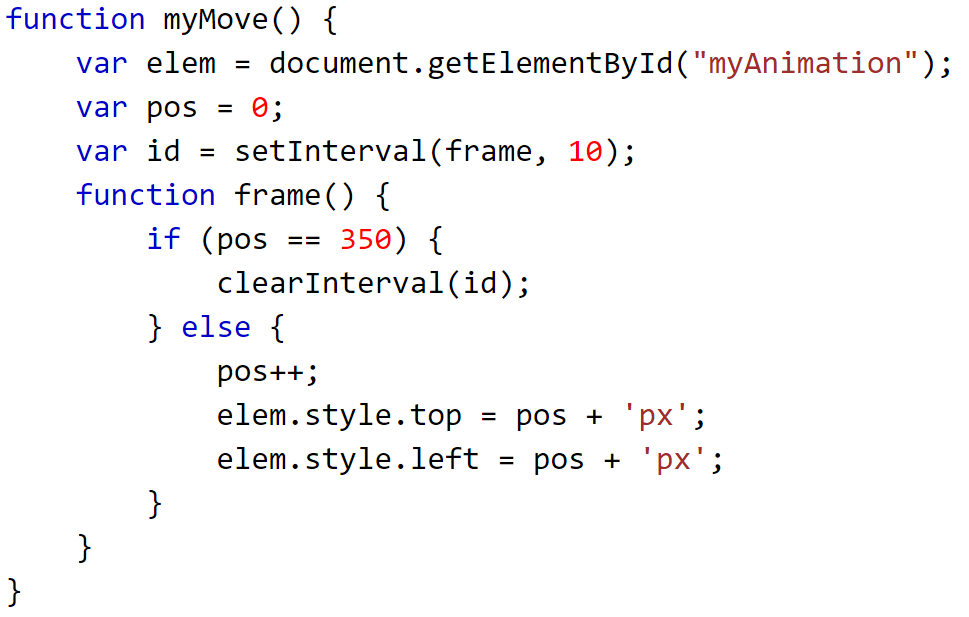 function myMove() {
    var elem = document.getElementById("myAnimation");
    var pos = 0;
    var id = setInterval(frame, 10);
    function frame() {
        if (pos == 350) {
            clearInterval(id);
        } else {
            pos++;
            elem.style.top = pos + 'px';
            elem.style.left = pos + 'px';
        }
    }
}